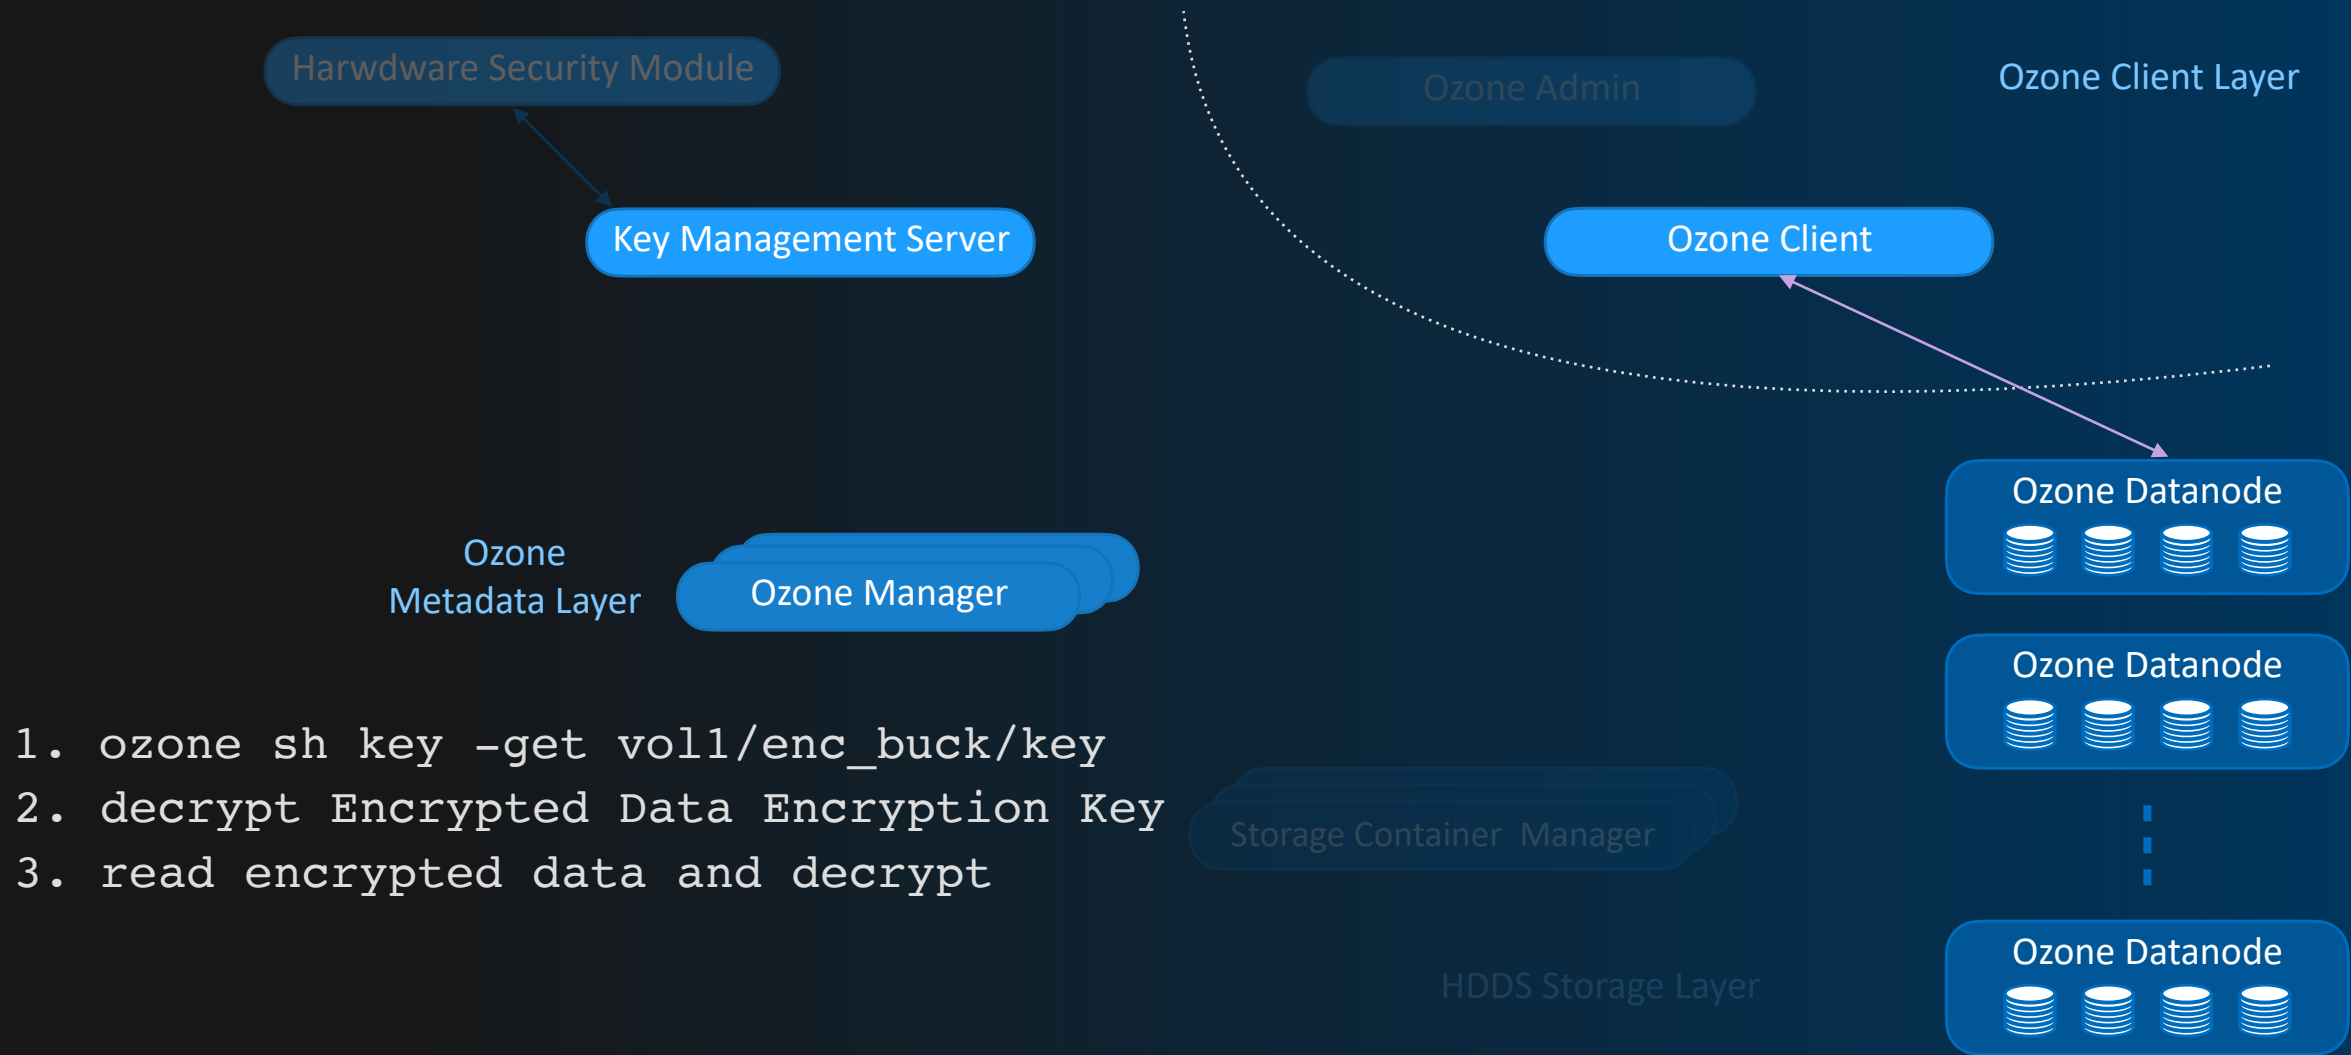 Harwdware Security Module
Ozone Admin
Ozone Client Layer
Key Management Server
Ozone Client
Ozone Datanode
Ozone
Metadata Layer
Ozone Manager
Ozone Datanode
1. ozone sh key –get vol1/enc_buck/key
2. decrypt Encrypted Data Encryption Key
3. read encrypted data and decrypt
Storage Container  Manager
Ozone Datanode
HDDS Storage Layer